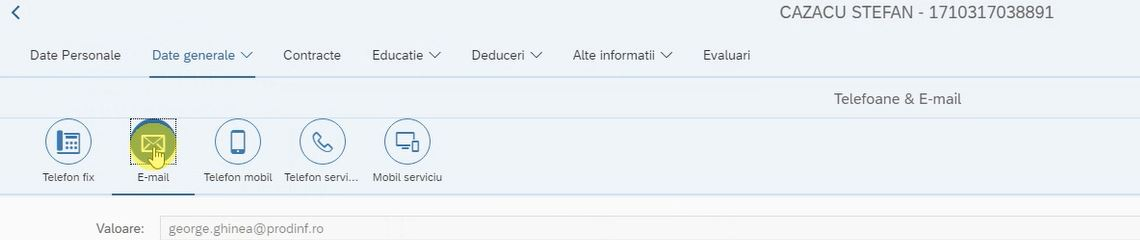 CAZACU STEFAN - 1710317038891
Date Personale Date generale Contracte Educatie Deduceri Alte informatii Evaluari
Telefoane & E-mail
Telefon fix E-mail Telefon mobil Telefon servi... Mobil serviciu
Valoare: george.ghinea@prodinf.ro